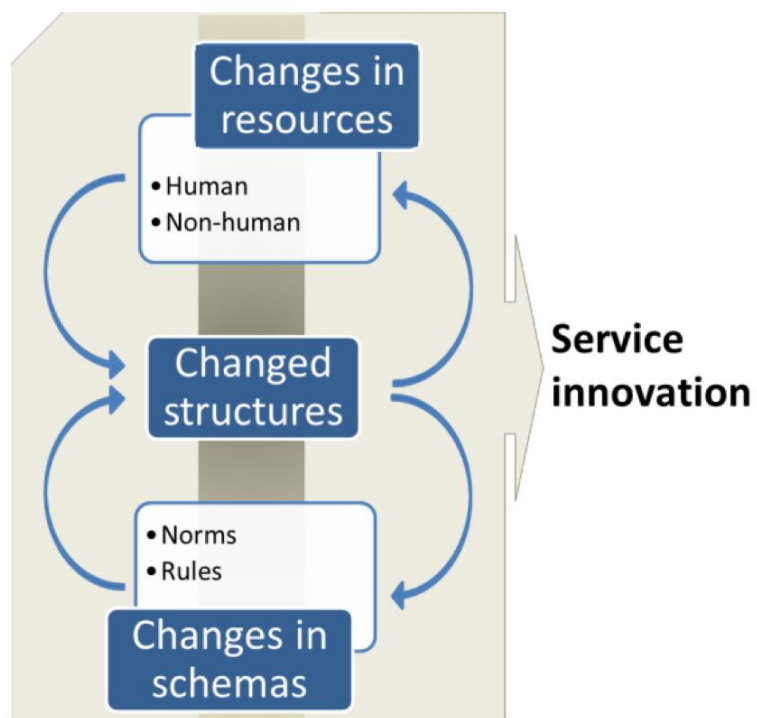 Changes in
resources
• Human
• Non-human
Changed
structures
Service
innovation
• Norms
• Rules
Changes in
schemas